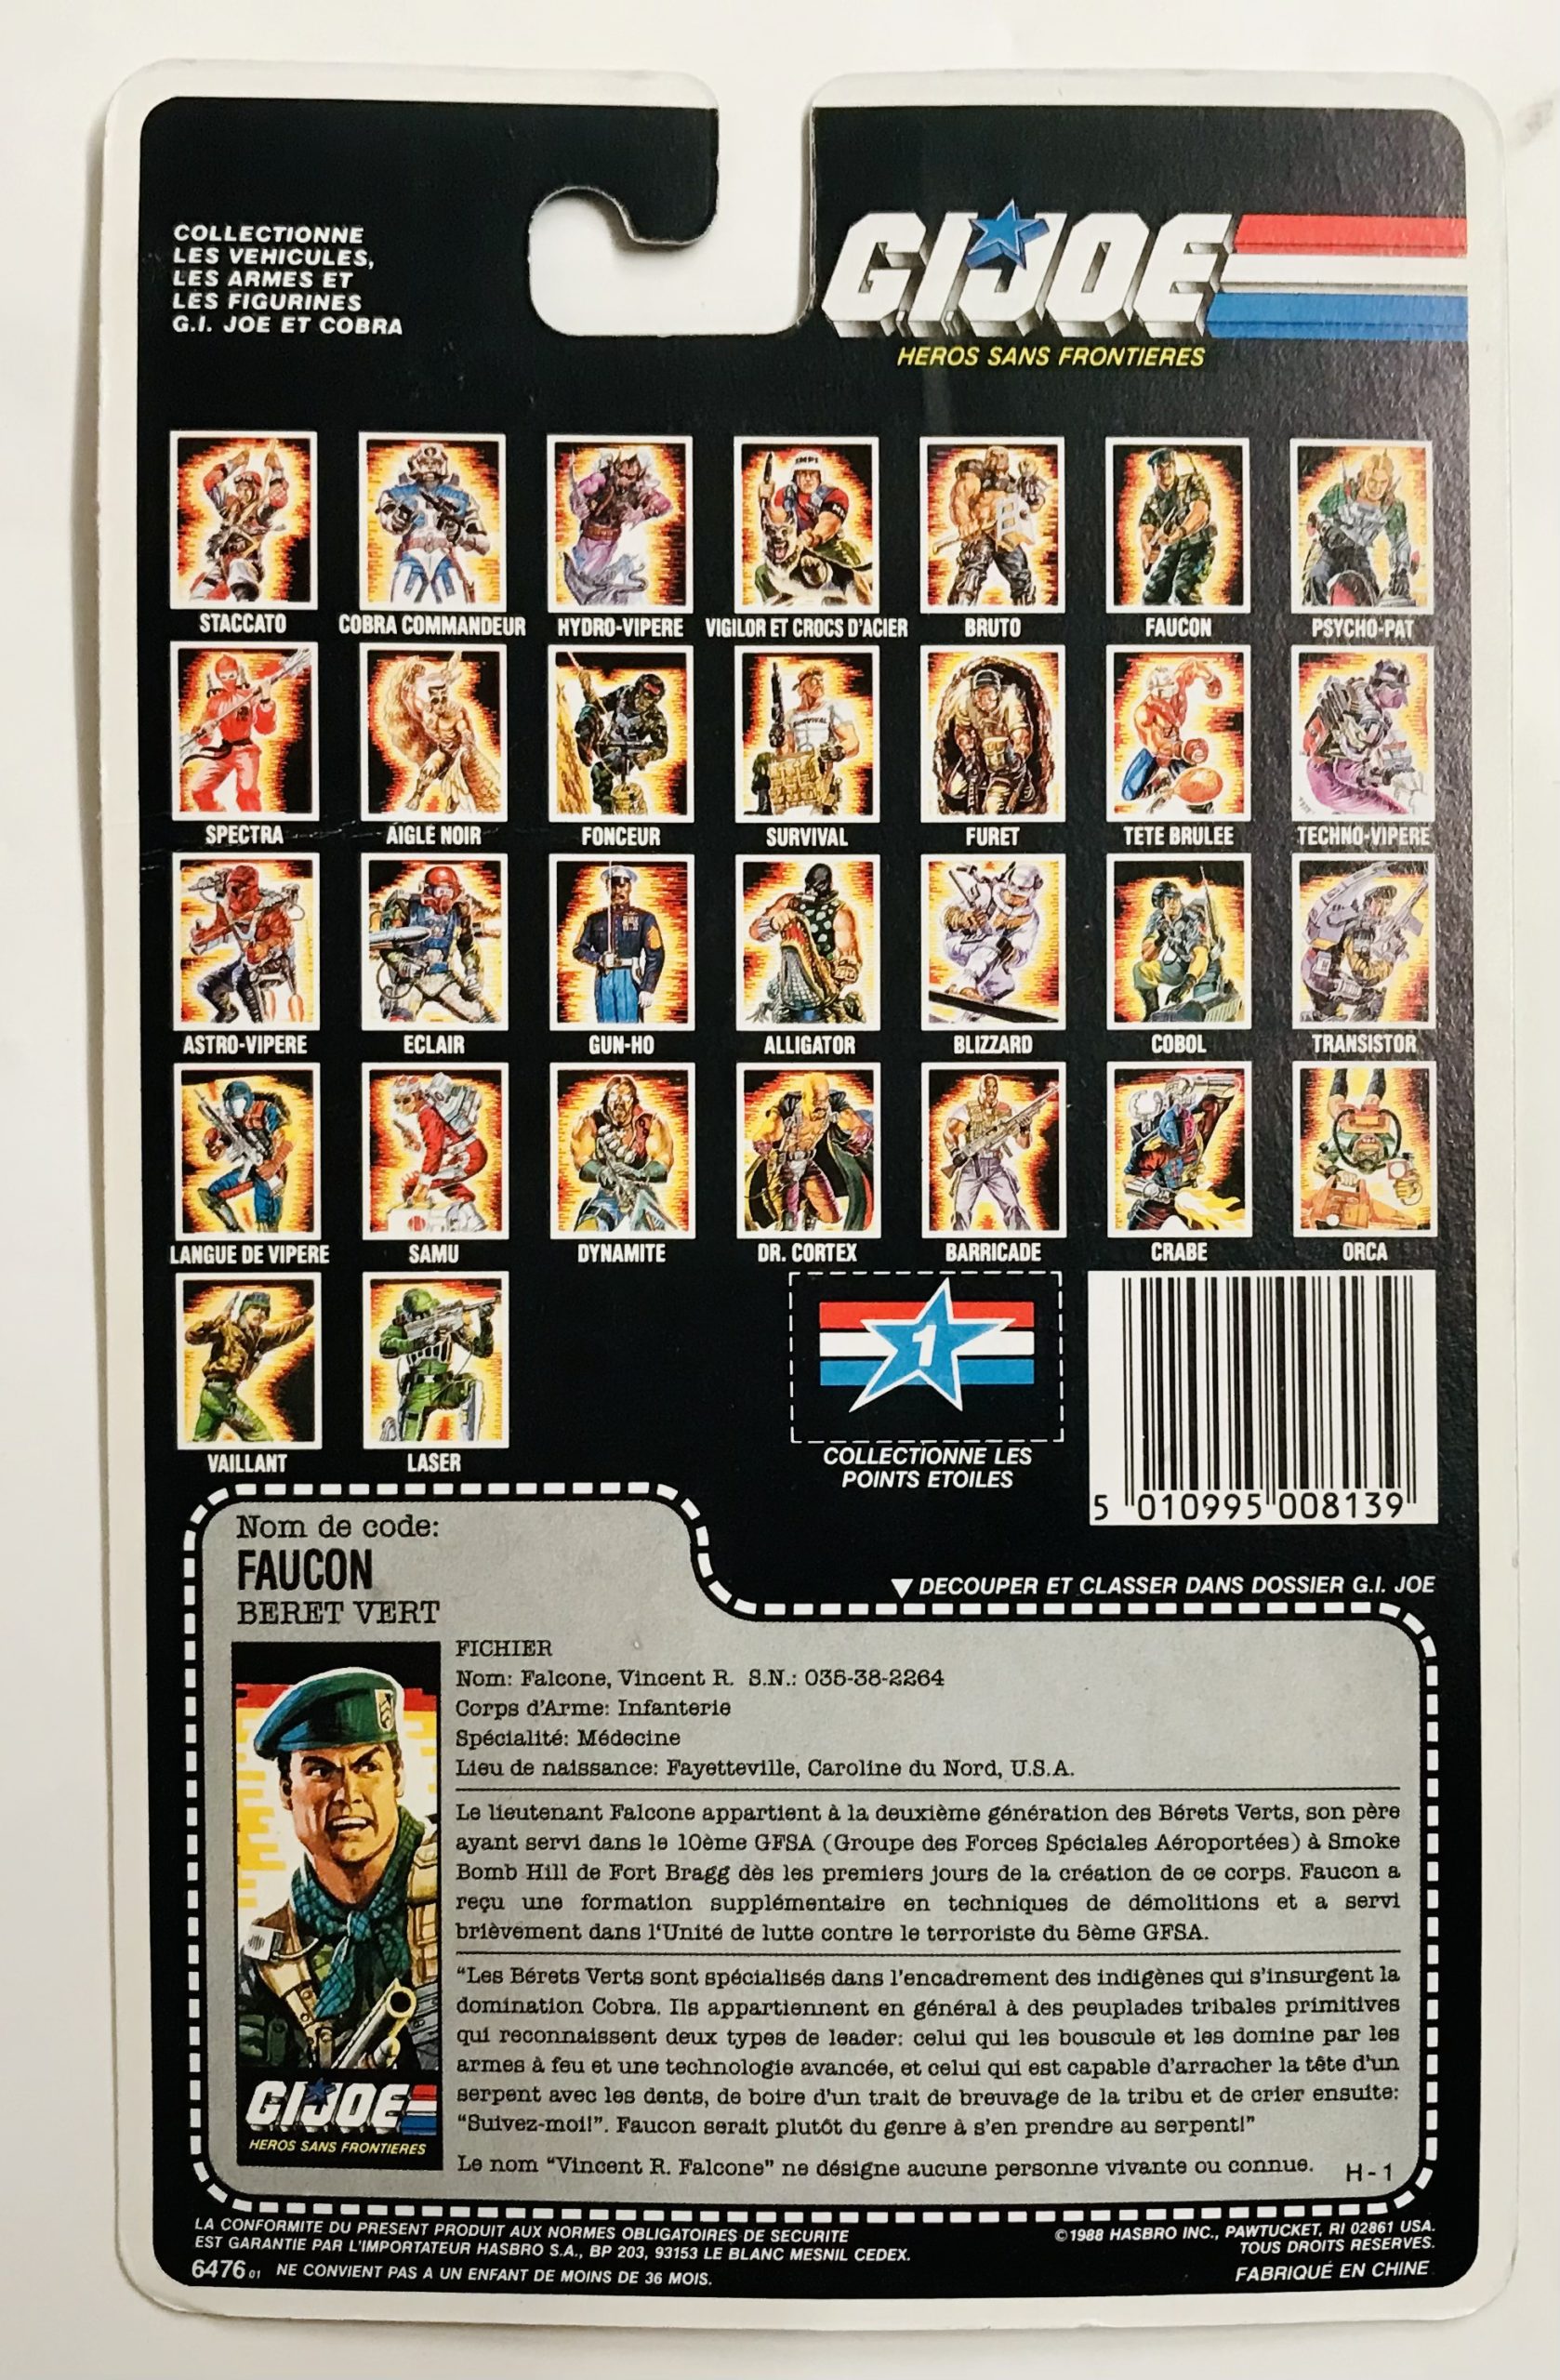 COLLECTIONNE
LES VEHICULES,
LES ARMES ET
LES FIGURINES
G.I. JOE ET COBRA
GIJOE
HEROS SANS FRONTIERES
STACCATO COBRA COMMANDEUR HYDRO-VIPERE VIGILOR ET CROCS D'ACIER BRUTO FAUCON PSYCHO-PAT
SURVIVAL
SPECTRA AIGLE NOIR FONCEUR SURVIVAL FURET TETE BRULEE TECHNO-VIPERE
ASTRO-VIPERE ECLAIR GUN-HO ALLIGATOR BLIZZARD COBOL TRANSISTOR
LANGUE DE VIPERE SAMU DYNAMITE DR. CORTEX BARRICADE CRABE ORCA
VAILLANT LASER
1
COLLECTIONNE LES
POINTS ETOILES
5 010995 008139
Nom de code:
FAUCON
BERET VERT
▼ DECOUPER ET CLASSER DANS DOSSIER G.I. JOE
FICHIER
Nom: Falcone, Vincent R. S.N.: 035-38-2264
Corps d'Arme: Infanterie
Spécialité: Médecine
Lieu de naissance: Fayetteville, Caroline du Nord, U.S.A.
Le lieutenant Falcone appartient à la deuxième génération des Bérets Verts, son père
ayant servi dans le 10ème GFSA (Groupe des Forces Spéciales Aéroportées) à Smoke
Bomb Hill de Fort Bragg dès les premiers jours de la création de ce corps. Faucon a
reçu une formation supplémentaire en techniques de démolitions et a servi
brièvement dans l'Unité de lutte contre le terroriste du 5ème GFSA.
"Les Bérets Verts sont spécialisés dans l'encadrement des indigènes qui s'insurgent la
domination Cobra. Ils appartiennent en général à des peuplades tribales primitives
qui reconnaissent deux types de leader: celui qui les bouscule et les domine par les
armes à feu et une technologie avancée, et celui qui est capable d'arracher la tête d'un
serpent avec les dents, de boire d'un trait de breuvage de la tribu et de crier ensuite:
"Suivez-moi!". Faucon serait plutôt du genre à s'en prendre au serpent!"
Le nom "Vincent R. Falcone" ne désigne aucune personne vivante ou connue. H-1
GIJOE
HEROS SANS FRONTIERES
LA CONFORMITE DU PRESENT PRODUIT AUX NORMES OBLIGATOIRES DE SECURITE
EST GARANTIE PAR L'IMPORTATEUR HASBRO S.A., BP 203, 93153 LE BLANC MESNIL CEDEX.
6476 01 NE CONVIENT PAS A UN ENFANT DE MOINS DE 36 MOIS.
©1988 HASBRO INC., PAWTUCKET, RI 02861 USA.
TOUS DROITS RESERVES.
FABRIQUÉ EN CHINE